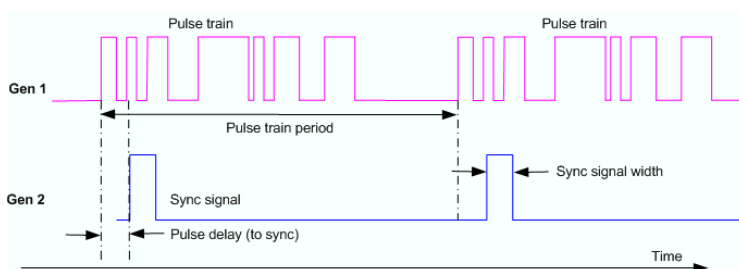 Pulse train
Pulse train
Gen 1
Pulse train period
Sync signal width
Gen 2
Sync signal
Pulse delay (to sync)
Time